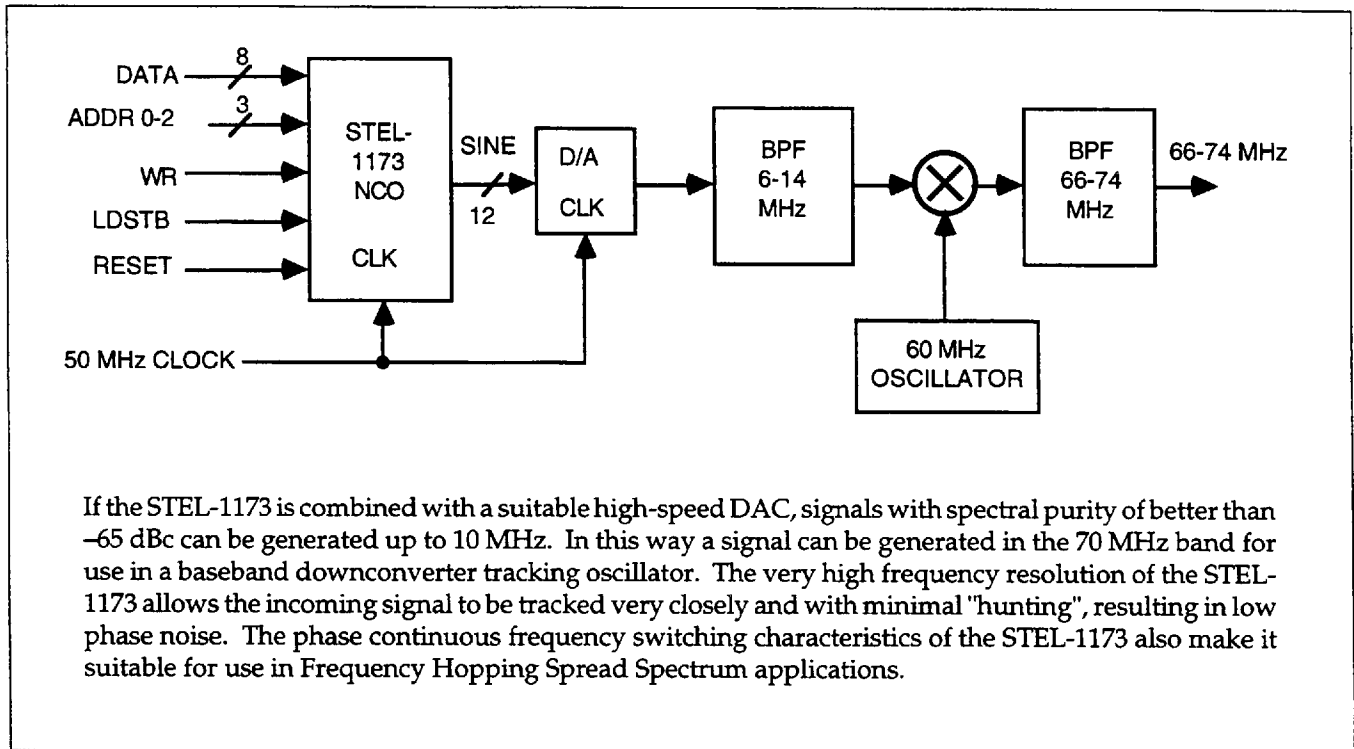 DATA
8
ADDR 0-2
3
WR
LDSTB
RESET
STEL-
1173
NCO
CLK
SINE
12
D/A
CLK
BPF
6-14
MHz
BPF
66-74
MHz
66-74 MHz
50 MHz CLOCK
60 MHz
OSCILLATOR
If the STEL-1173 is combined with a suitable high-speed DAC, signals with spectral purity of better than
–65 dBc can be generated up to 10 MHz. In this way a signal can be generated in the 70 MHz band for
use in a baseband downconverter tracking oscillator. The very high frequency resolution of the STEL-
1173 allows the incoming signal to be tracked very closely and with minimal "hunting", resulting in low
phase noise. The phase continuous frequency switching characteristics of the STEL-1173 also make it
suitable for use in Frequency Hopping Spread Spectrum applications.